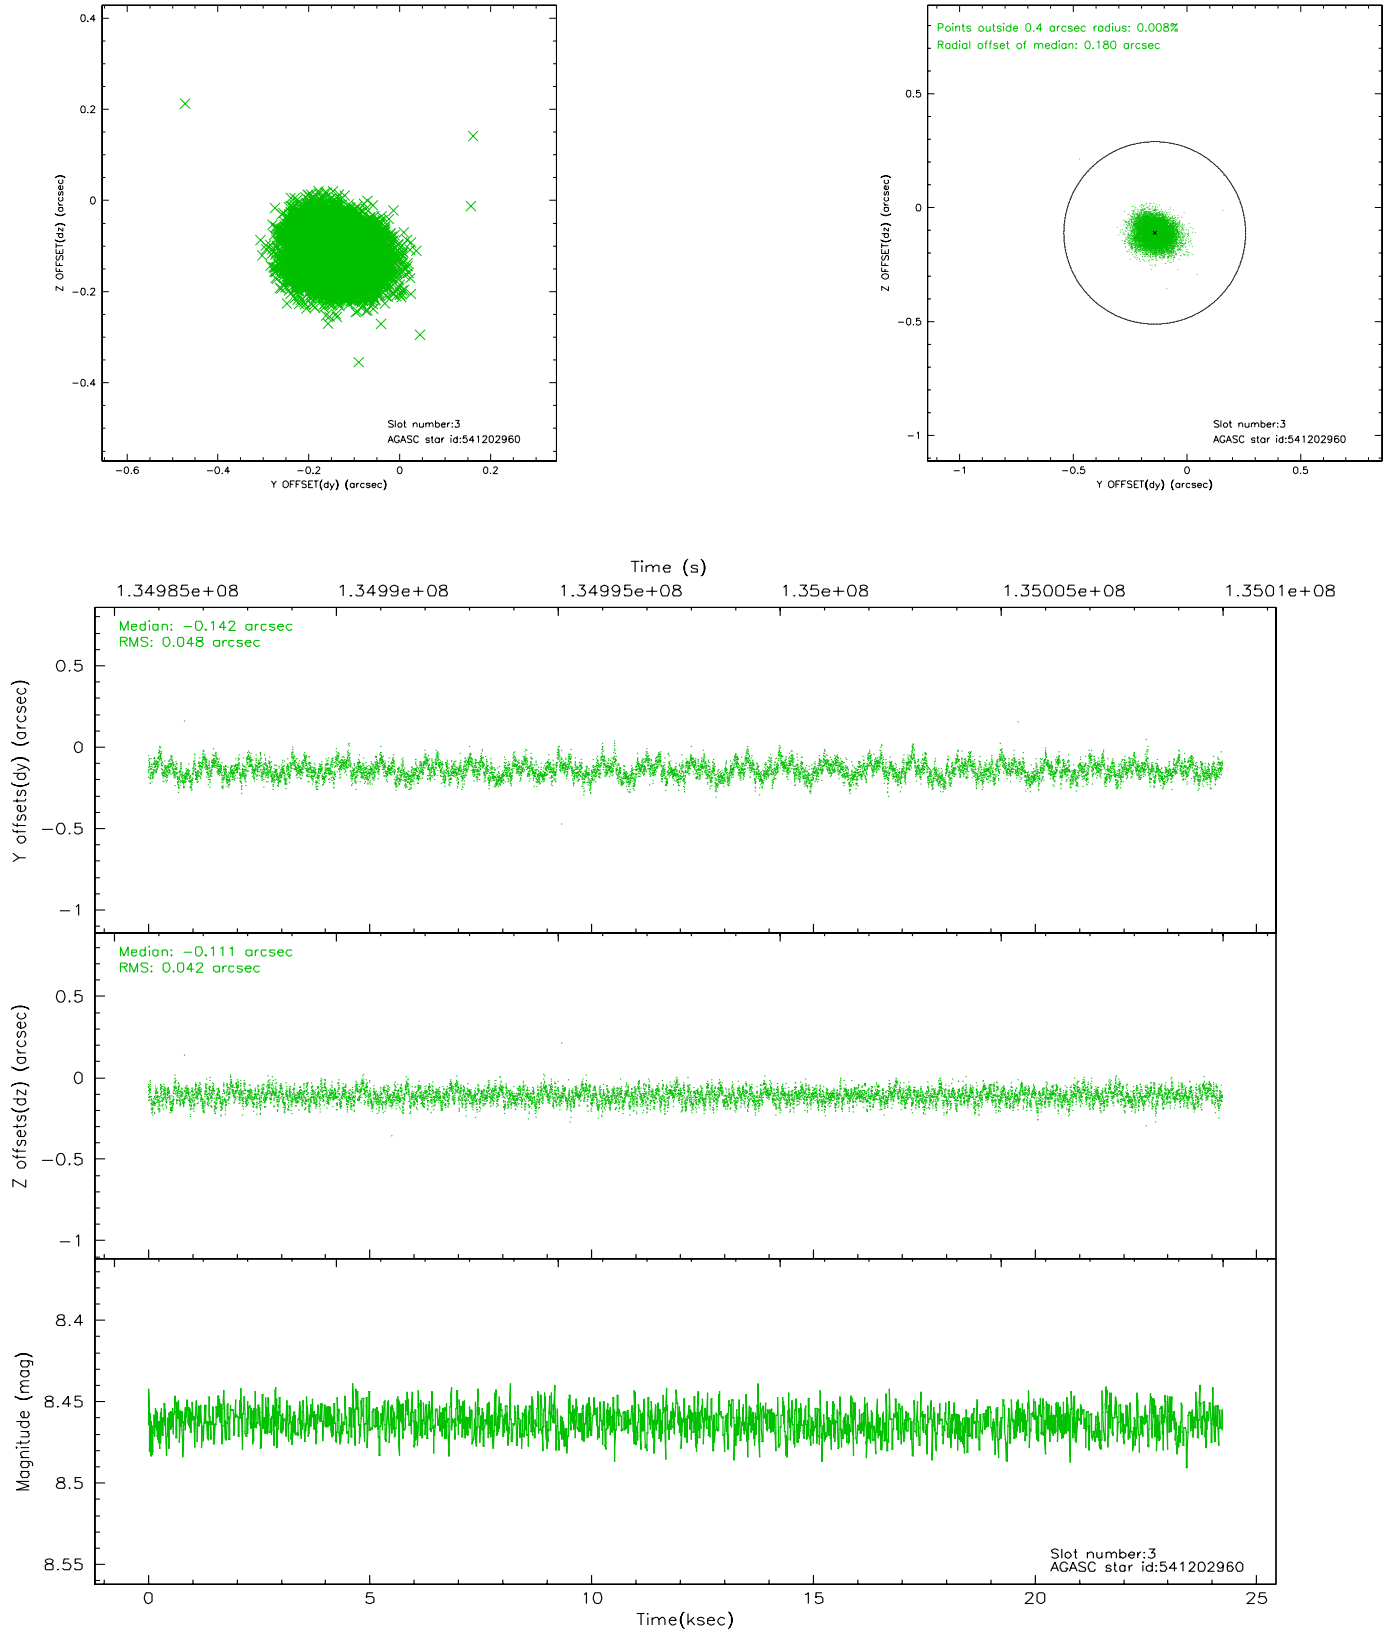 0.4
0.2
0
−0.2
−0.4
Z OFFSET(dz) (arcsec)
Slot number:3
AGASC star id:541202960
−0.6 −0.4 −0.2 0 0.2
Y OFFSET(dy) (arcsec)
Points outside 0.4 arcsec radius: 0.008%
Radial offset of median: 0.180 arcsec
0.5
0
−0.5
−1
Z OFFSET(dz) (arcsec)
Slot number:3
AGASC star id:541202960
−1 −0.5 0 0.5
Y OFFSET(dy) (arcsec)
Time (s)
1.34985e+08 1.3499e+08 1.34995e+08 1.35e+08 1.35005e+08 1.3501e+08
Median: −0.142 arcsec
RMS: 0.048 arcsec
0.5
0
−0.5
−1
Y offsets(dy) (arcsec)
Median: −0.111 arcsec
RMS: 0.042 arcsec
0.5
0
−0.5
−1
Z offsets(dz) (arcsec)
8.4
8.45
8.5
8.55
Magnitude (mag)
Slot number:3
AGASC star id:541202960
0 5 10 15 20 25
Time(ksec)